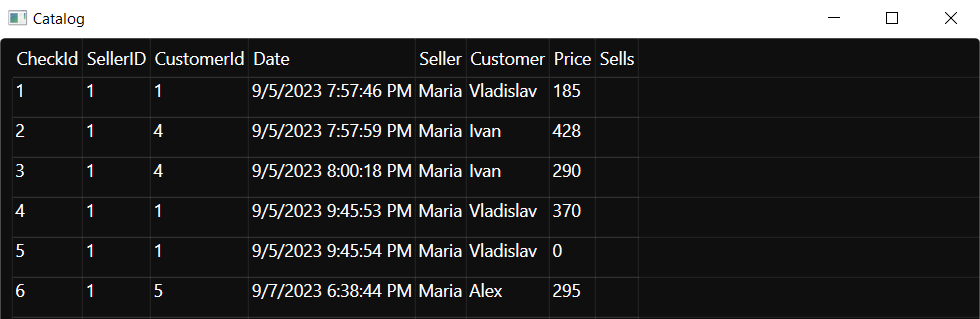 Catalog
CheckId SellerID CustomerId Date Seller Customer Price Sells
1 1 1 9/5/2023 7:57:46 PM Maria Vladislav 185
2 1 4 9/5/2023 7:57:59 PM Maria Ivan 428
3 1 4 9/5/2023 8:00:18 PM Maria Ivan 290
4 1 1 9/5/2023 9:45:53 PM Maria Vladislav 370
5 1 1 9/5/2023 9:45:54 PM Maria Vladislav 0
6 1 5 9/7/2023 6:38:44 PM Maria Alex 295